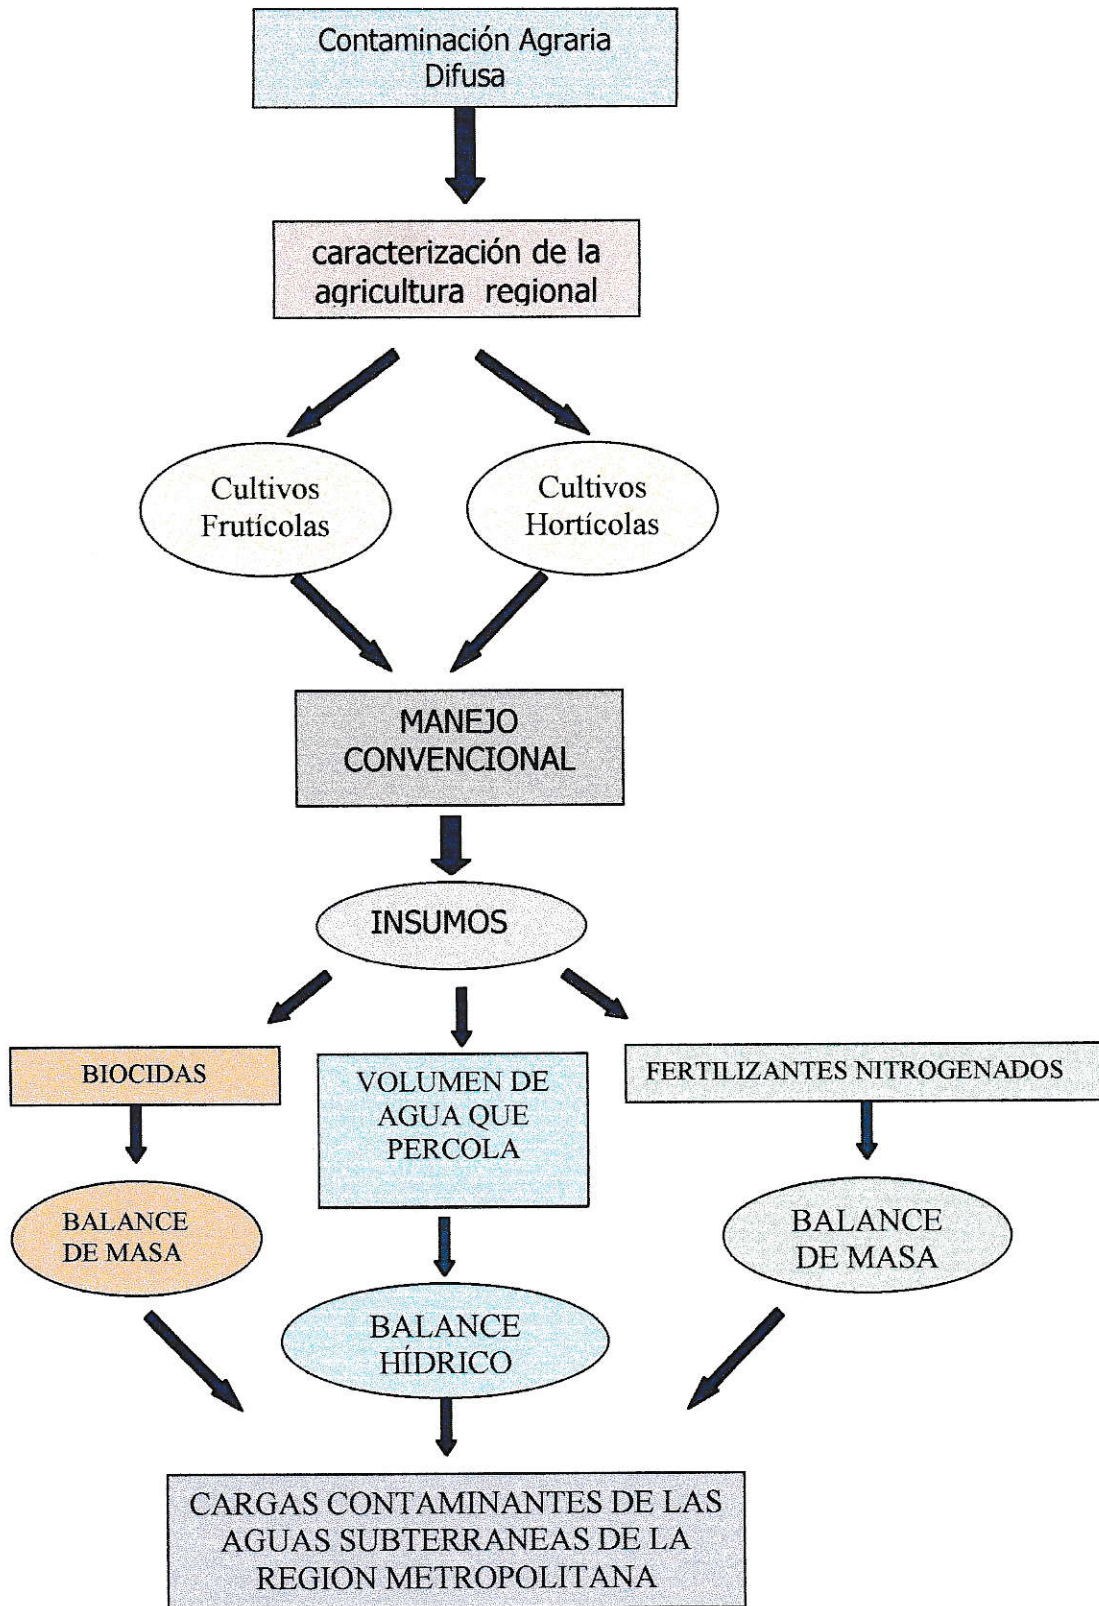 Contaminación Agraria
Difusa
caracterización de la
agricultura regional
Cultivos
Frutícolas
Cultivos
Hortícolas
MANEJO
CONVENCIONAL
INSUMOS
BIOCIDAS
VOLUMEN DE
AGUA QUE
PERCOLA
FERTILIZANTES NITROGENADOS
BALANCE
DE MASA
BALANCE
DE MASA
BALANCE
HÍDRICO
CARGAS CONTAMINANTES DE LAS
AGUAS SUBTERRANEAS DE LA
REGION METROPOLITANA